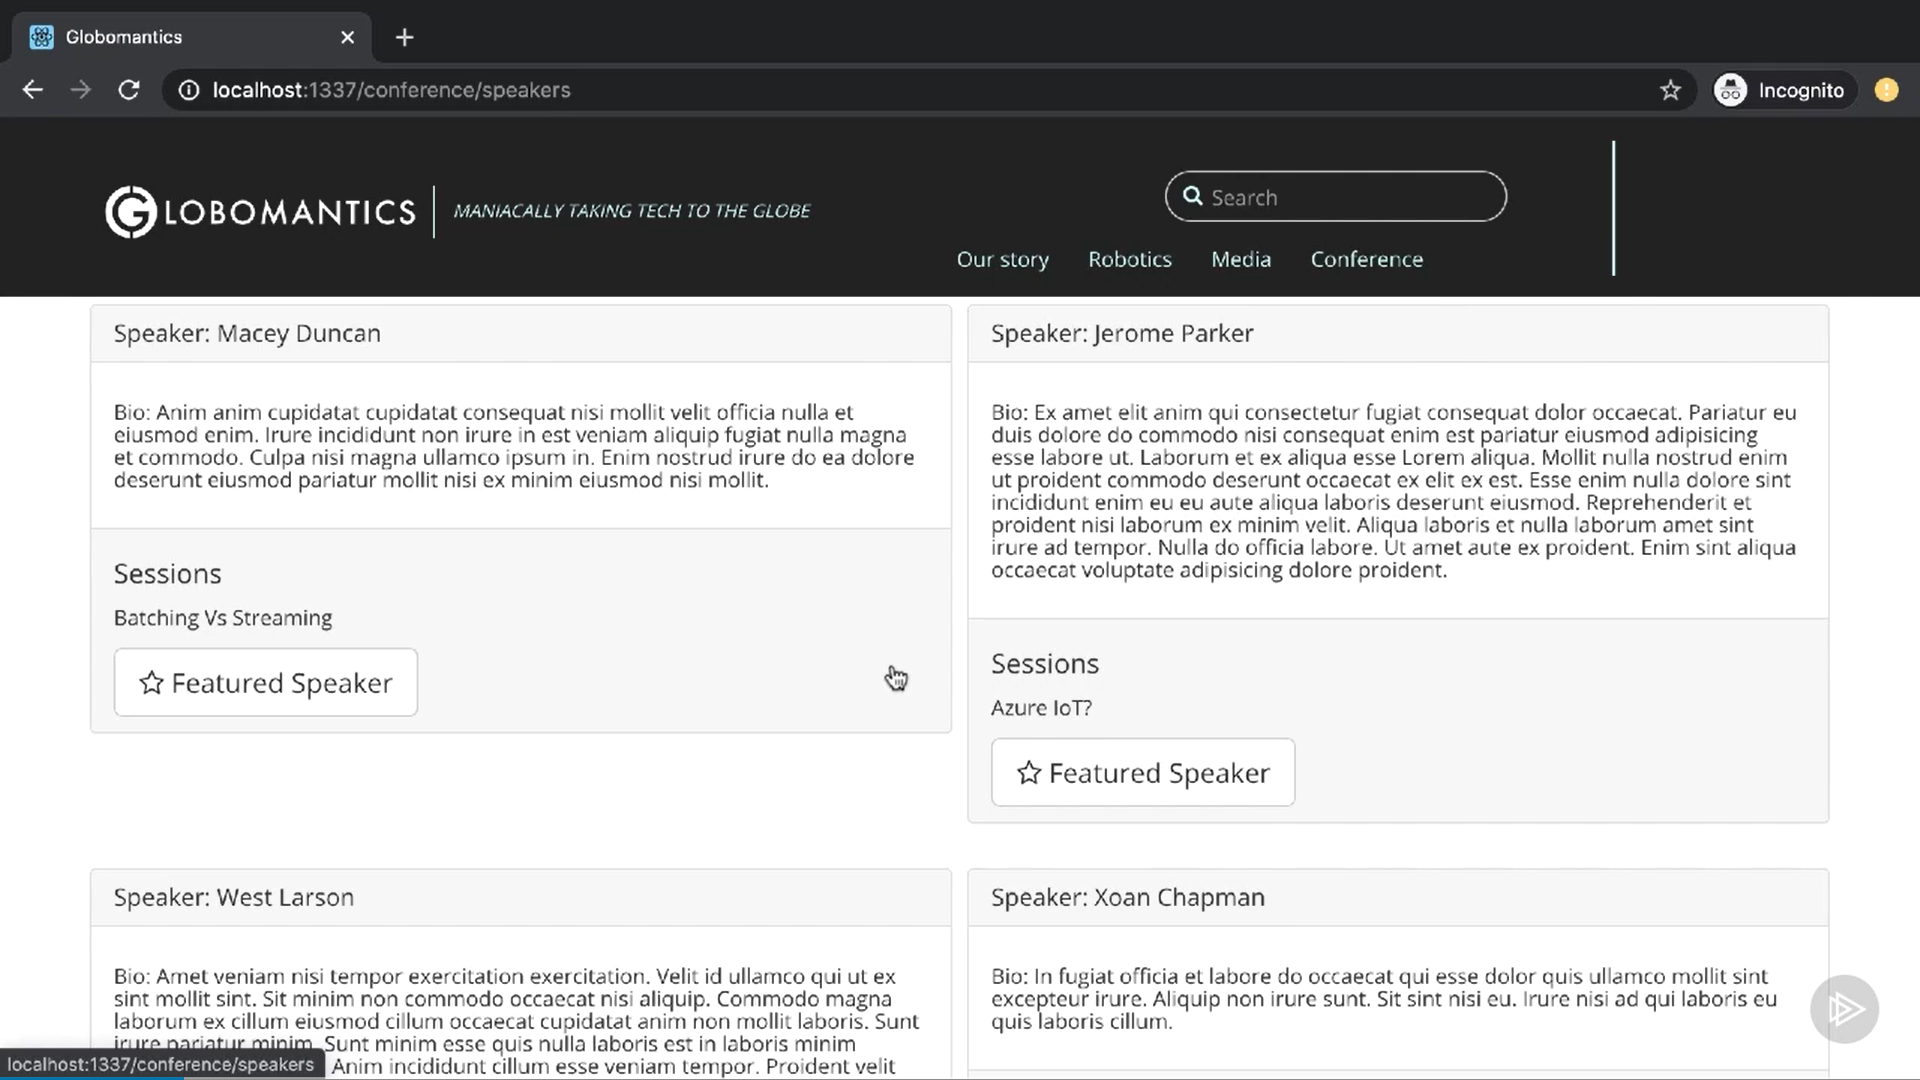 Globomantics
localhost:1337/conference/speakers
Incognito
GLOBOMANTICS
MANIACALLY TAKING TECH TO THE GLOBE
Search
Our story
Robotics
Media
Conference
Speaker: Macey Duncan
Bio: Anim anim cupidatat cupidatat consequat nisi mollit velit officia nulla et
eiusmod enim. Irure incididunt non irure in est veniam aliquip fugiat nulla magna
et commodo. Culpa nisi magna ullamco ipsum in. Enim nostrud irure do ea dolore
deserunt eiusmod pariatur mollit nisi ex minim eiusmod nisi mollit.
Sessions
Batching Vs Streaming
Featured Speaker
Speaker: Jerome Parker
Bio: Ex amet elit anim qui consectetur fugiat consequat dolor occaecat. Pariatur eu
duis dolore do commodo nisi consequat enim est pariatur eiusmod adipisicing
esse labore ut. Laborum et ex aliqua esse Lorem aliqua. Mollit nulla nostrud enim
ut proident commodo deserunt occaecat ex elit ex est. Esse enim nulla dolore sint
incididunt enim eu eu aute aliqua laboris deserunt eiusmod. Reprehenderit et
proident nisi laborum ex minim velit. Aliqua laboris et nulla laborum amet sint
irure ad tempor. Nulla do officia labore. Ut amet aute ex proident. Enim sint aliqua
occaecat voluptate adipisicing dolore proident.
Sessions
Azure IoT?
Featured Speaker
Speaker: West Larson
Bio: Amet veniam nisi tempor exercitation exercitation. Velit id ullamco qui ut ex
sint mollit sint. Sit minim non commodo occaecat nisi aliquip. Commodo magna
laborum ex cillum eiusmod cillum occaecat cupidatat anim non mollit laboris. Sunt
irure pariatur minim. Sunt minim esse quis nulla laboris est in laboris minim
Anim incididunt cillum esse veniam tempor. Proident velit
Speaker: Xoan Chapman
Bio: In fugiat officia et labore do occaecat qui esse dolor quis ullamco mollit sint
excepteur irure. Aliquip non irure sunt. Sit sint nisi eu. Irure nisi ad qui laboris eu
quis laboris cillum.
localhost:1337/conference/speakers